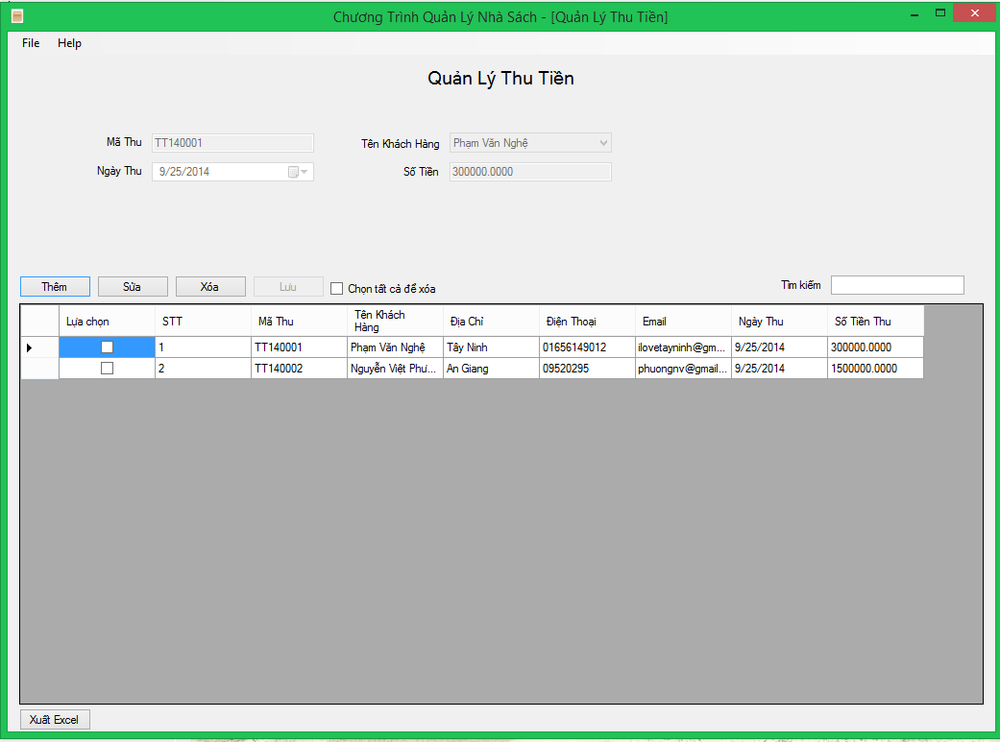 Chương Trình Quản Lý Nhà Sách - [Quản Lý Thu Tiền]
File Help
Quản Lý Thu Tiền
Mã Thu TT140001 Tên Khách Hàng Phạm Văn Nghệ
Ngày Thu 9/25/2014 Số Tiền 300000.0000
Thêm Sửa Xóa Lưu Chọn tất cả để xóa Tìm kiếm
Lựa chọn STT Mã Thu Tên Khách Hàng Địa Chỉ Điện Thoại Email Ngày Thu Số Tiền Thu
1 TT140001 Phạm Văn Nghệ Tây Ninh 01656149012 ilovetayninh@gm... 9/25/2014 300000.0000
2 TT140002 Nguyễn Việt Phư... An Giang 09520295 phuongnv@gmail... 9/25/2014 1500000.0000
Xuất Excel